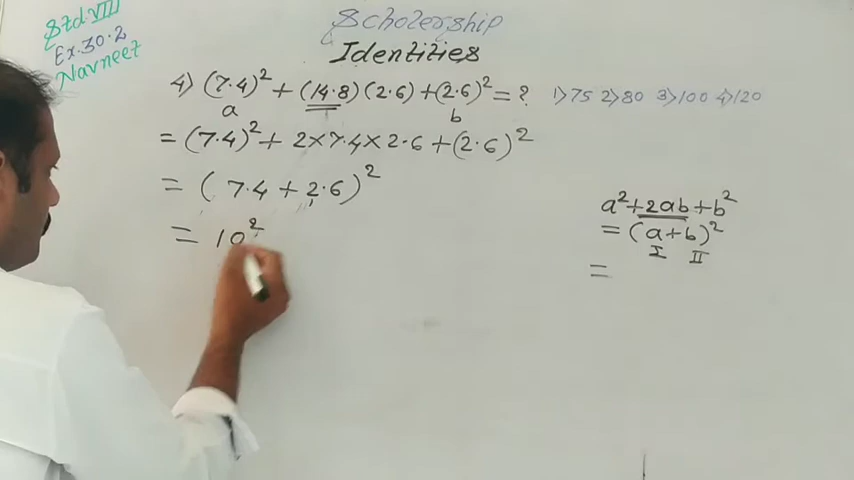 Std VIII
Ex.30.2
Navneet
Scholership
Identities
4) (7.4)² + (14.8) (2.6) + (2.6)² = ? 1) 75 2) 80 3) 100 4) 120
a b
= (7.4)² + 2×7.4×2.6 + (2.6)²
= (7.4 + 2.6)²
= 10²
a² + 2ab + b²
= (a+b)²
I II
=